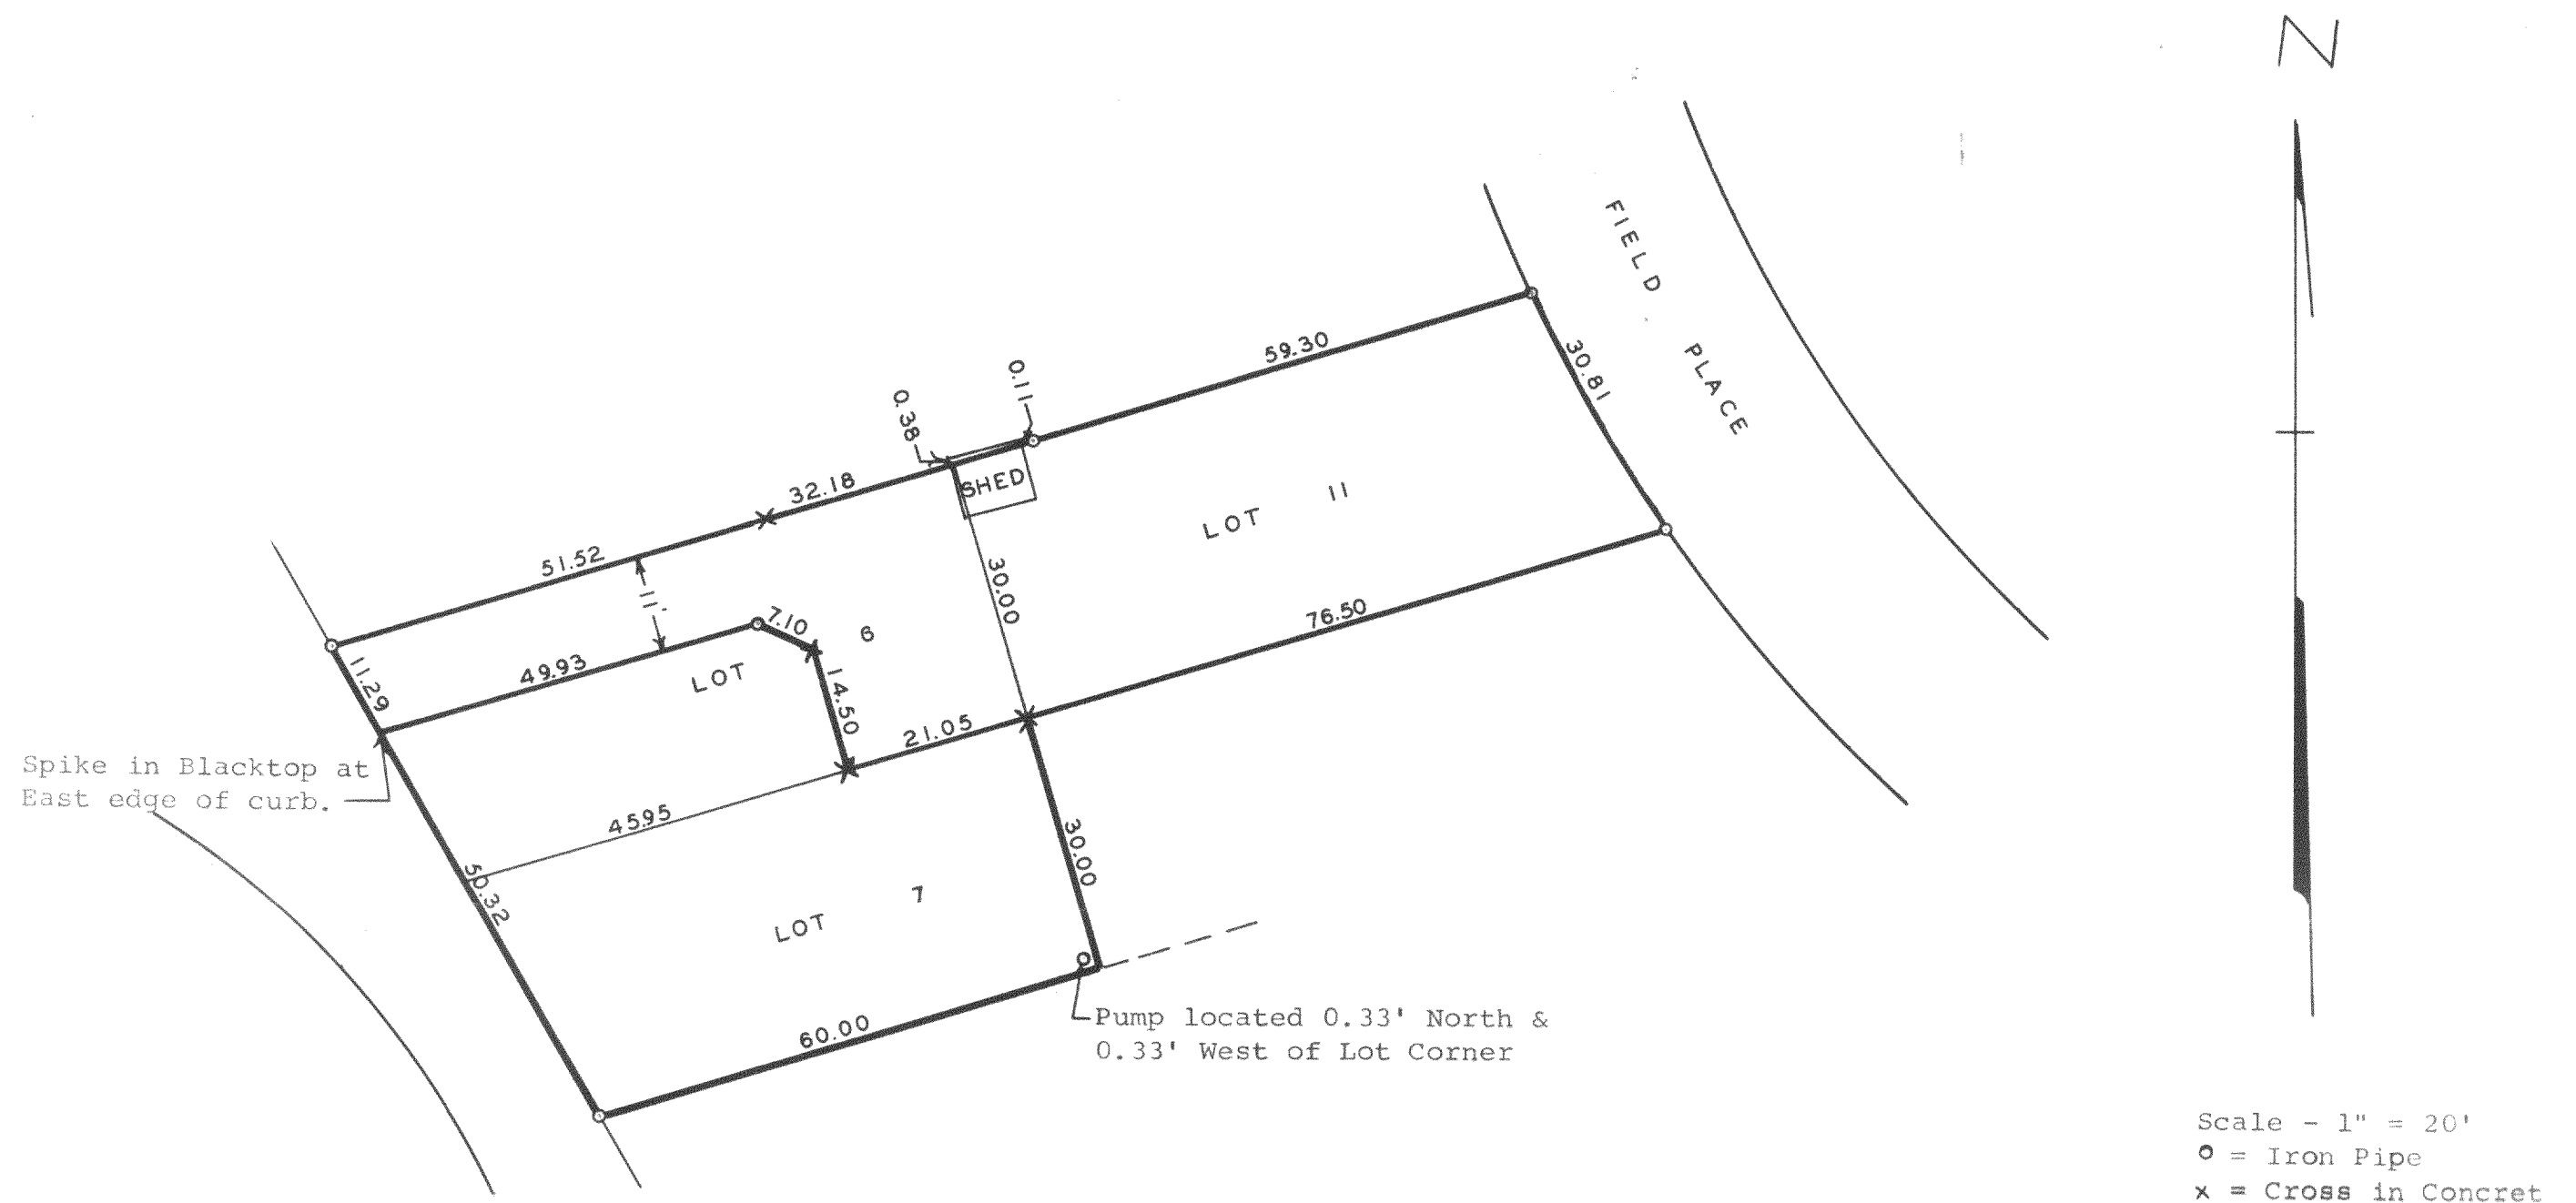 N
FIELD PLACE
59.30
30.81
0.11
0.38
SHED
32.18
LOT 11
51.52
11'
30.00
7.10
6
76.50
11.29
49.93
LOT
14.50
21.05
Spike in Blacktop at
East edge of curb.
45.95
30.00
50.32
LOT 7
60.00
Pump located 0.33' North &
0.33' West of Lot Corner
Scale - 1" = 20'
o = Iron Pipe
x = Cross in Concret